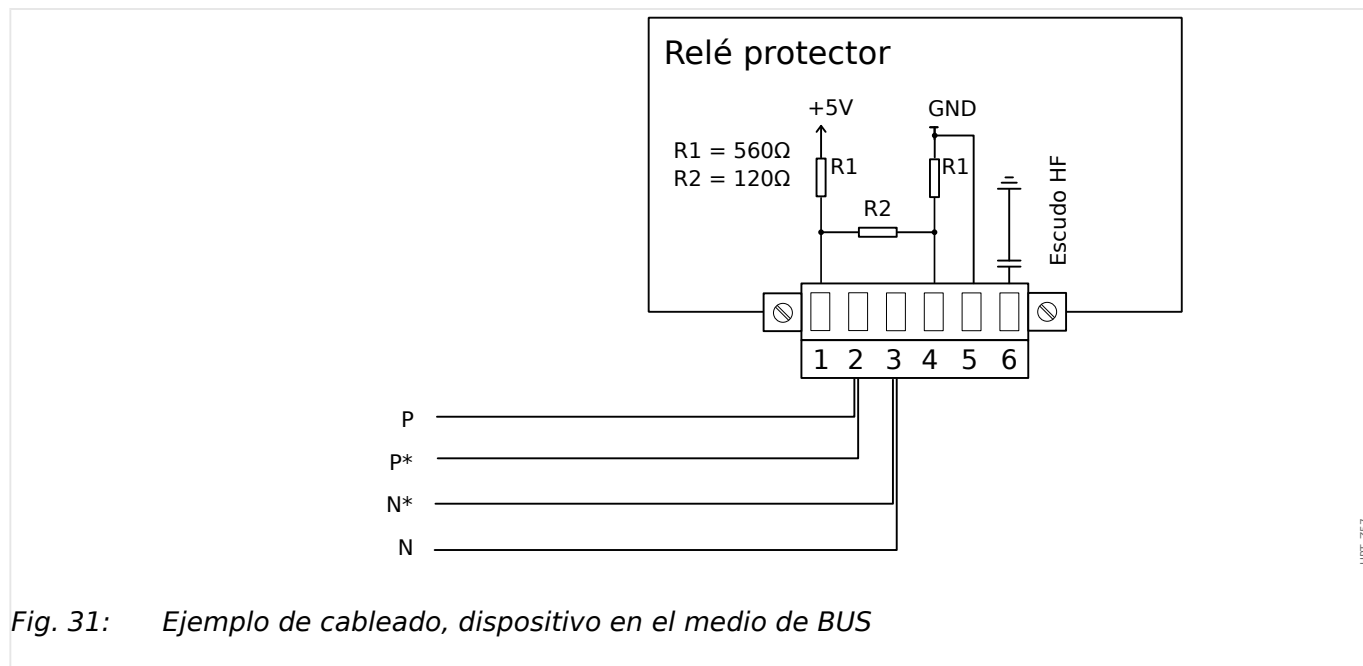 Relé protector
+5V
GND
R1 = 560Ω
R2 = 120Ω
R1
R1
R2
Escudo HF
1 2 3 4 5 6
P
P*
N*
N
Fig. 31: Ejemplo de cableado, dispositivo en el medio de BUS